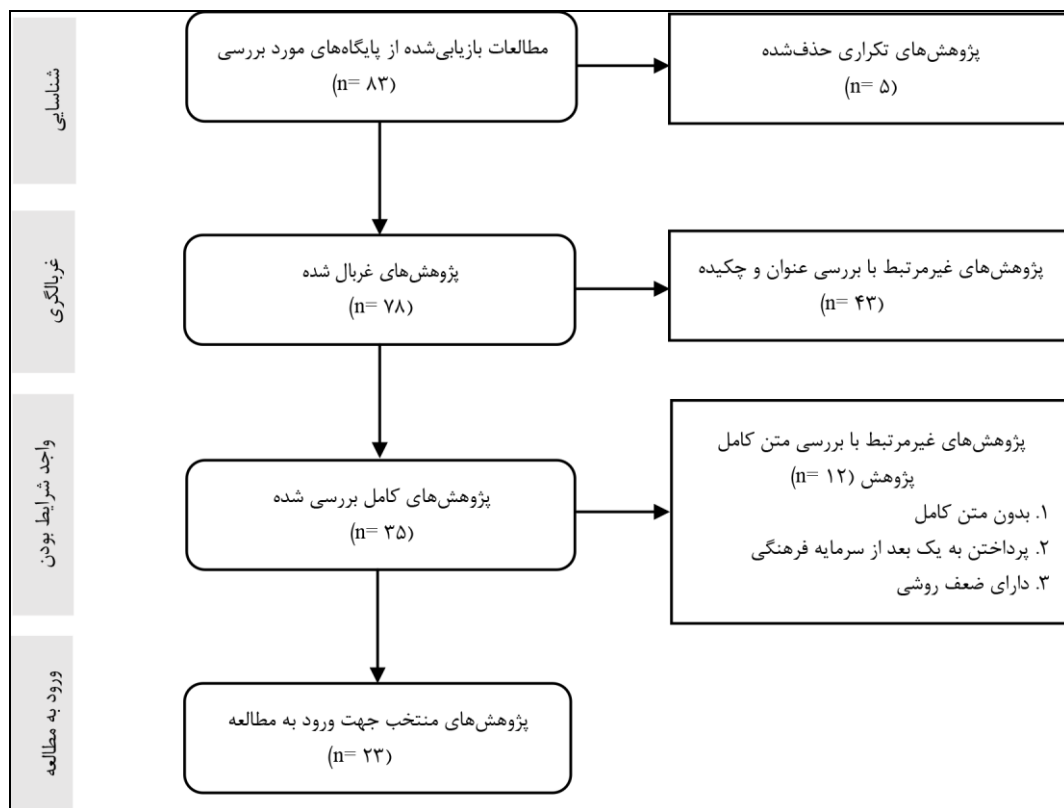 شناسایی
مطالعات بازیابی‌شده از پایگاه‌های مورد بررسی
(n= ۸۳)
پژوهش‌های تکراری حذف‌شده
(n= ۵)
غربالگری
پژوهش‌های غربال شده
(n= ۷۸)
پژوهش‌های غیرمرتبط با بررسی عنوان و چکیده
(n= ۴۳)
واجد شرایط بودن
پژوهش‌های کامل بررسی شده
(n= ۳۵)
پژوهش‌های غیرمرتبط با بررسی متن کامل
پژوهش (n= ۱۲)
۱. بدون متن کامل
۲. پرداختن به یک بعد از سرمایه فرهنگی
۳. دارای ضعف روشی
ورود به مطالعه
پژوهش‌های منتخب جهت ورود به مطالعه
(n= ۲۳)